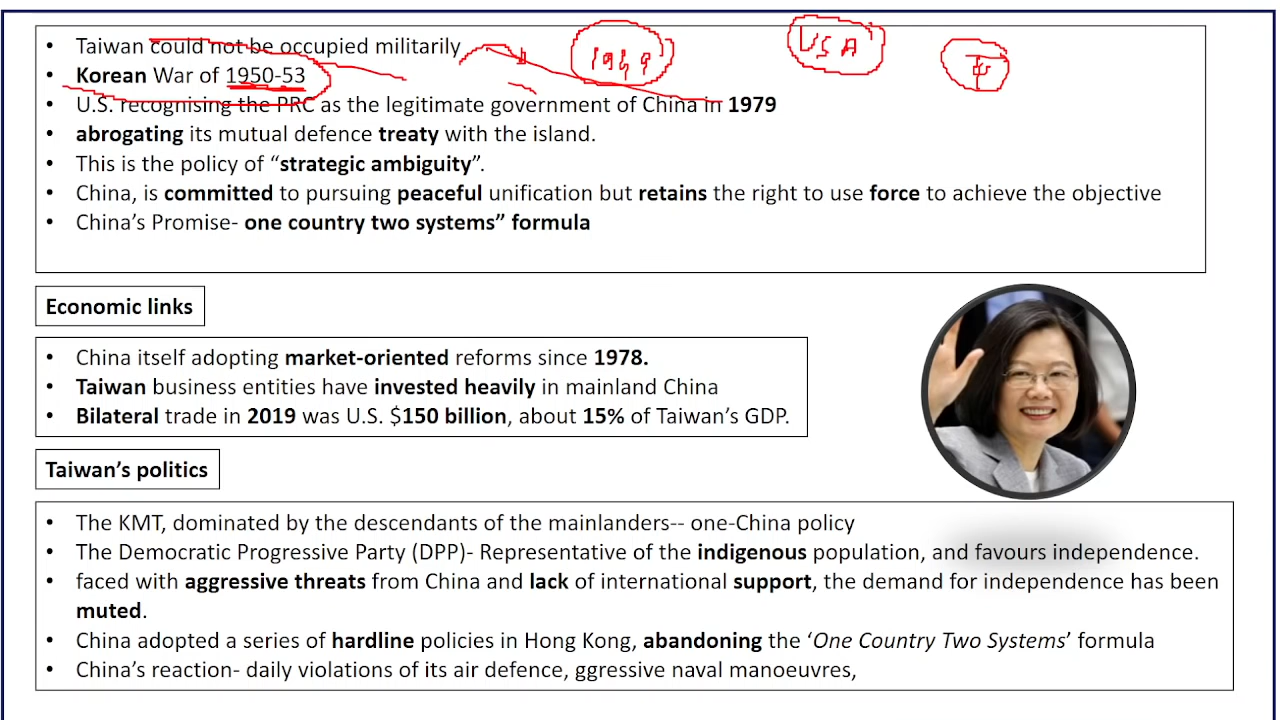 • Taiwan could not be occupied militarily
• Korean War of 1950-53
• U.S. recognising the PRC as the legitimate government of China in 1979
• abrogating its mutual defence treaty with the island.
• This is the policy of “strategic ambiguity”.
• China, is committed to pursuing peaceful unification but retains the right to use force to achieve the objective
• China’s Promise- one country two systems” formula
1949
USA
Economic links
• China itself adopting market-oriented reforms since 1978.
• Taiwan business entities have invested heavily in mainland China
• Bilateral trade in 2019 was U.S. $150 billion, about 15% of Taiwan’s GDP.
Taiwan’s politics
• The KMT, dominated by the descendants of the mainlanders-- one-China policy
• The Democratic Progressive Party (DPP)- Representative of the indigenous population, and favours independence.
• faced with aggressive threats from China and lack of international support, the demand for independence has been
muted.
• China adopted a series of hardline policies in Hong Kong, abandoning the ‘One Country Two Systems’ formula
• China’s reaction- daily violations of its air defence, ggressive naval manoeuvres,